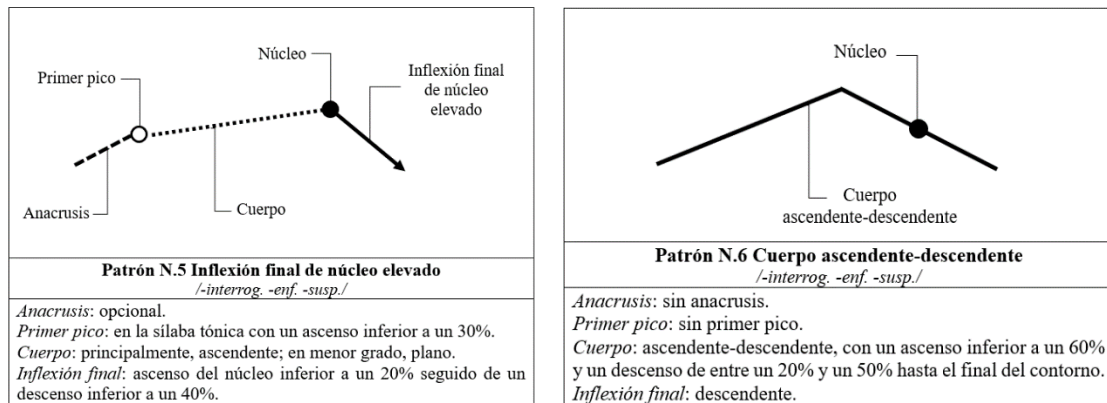 Núcleo
Primer pico
Inflexión final
de núcleo
elevado
Anacrusis
Cuerpo
Patrón N.5 Inflexión final de núcleo elevado
/-interrog. -enf. -susp./
Anacrusis: opcional.
Primer pico: en la sílaba tónica con un ascenso inferior a un 30%.
Cuerpo: principalmente, ascendente; en menor grado, plano.
Inflexión final: ascenso del núcleo inferior a un 20% seguido de un
descenso inferior a un 40%.
Núcleo
Cuerpo
ascendente-descendente
Patrón N.6 Cuerpo ascendente-descendente
/-interrog. -enf. -susp./
Anacrusis: sin anacrusis.
Primer pico: sin primer pico.
Cuerpo: ascendente-descendente, con un ascenso inferior a un 60%
y un descenso de entre un 20% y un 50% hasta el final del contorno.
Inflexión final: descendente.